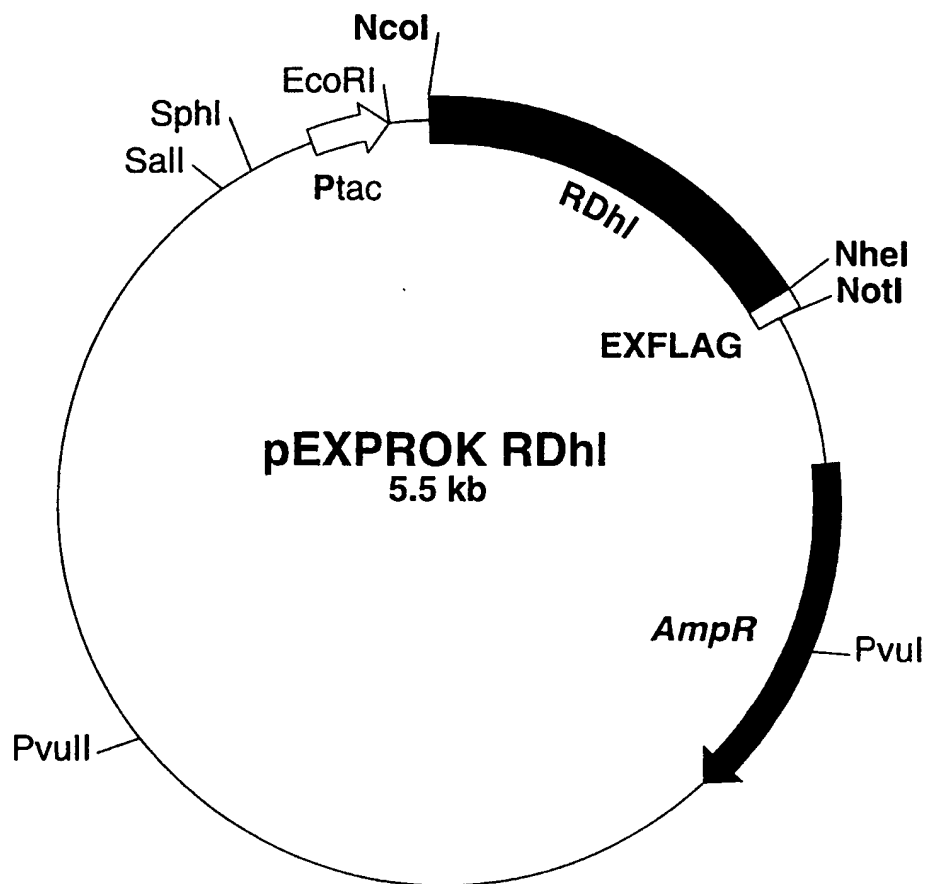 NcoI
EcoRI
SphI
SalI
Ptac
RDhI
NheI
NotI
EXFLAG
pEXPROK RDhI
5.5 kb
AmpR
PvuI
PvuII